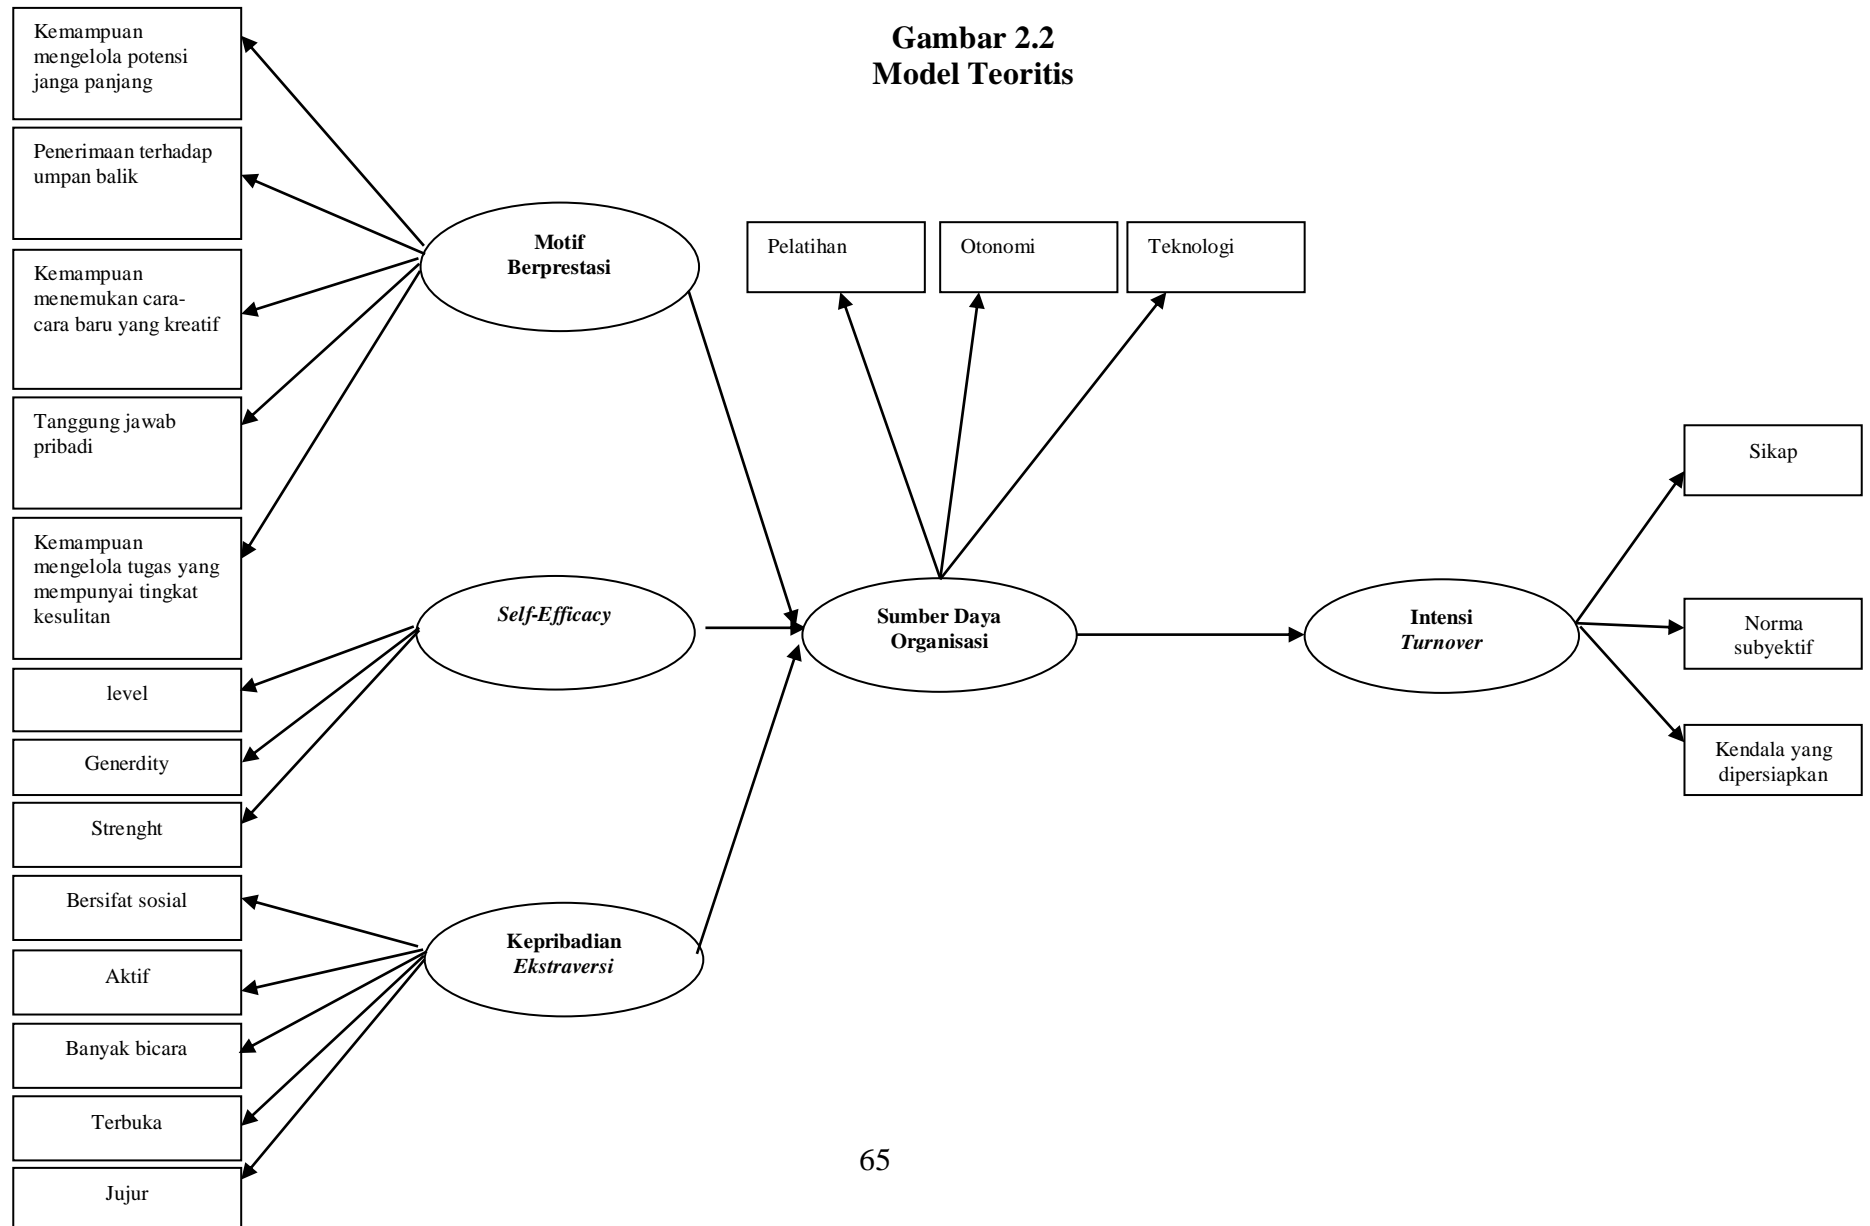 Gambar 2.2
Model Teoritis
Kemampuan
mengelola potensi
janga panjang
Penerimaan terhadap
umpan balik
Kemampuan
menemukan cara-
cara baru yang kreatif
Tanggung jawab
pribadi
Kemampuan
mengelola tugas yang
mempunyai tingkat
kesulitan
level
Generdity
Strenght
Bersifat sosial
Aktif
Banyak bicara
Terbuka
Jujur
Motif
Berprestasi
Self-Efficacy
Kepribadian
Ekstraversi
Pelatihan
Otonomi
Teknologi
Sumber Daya
Organisasi
Intensi
Turnover
Sikap
Norma
subyektif
Kendala yang
dipersiapkan
65